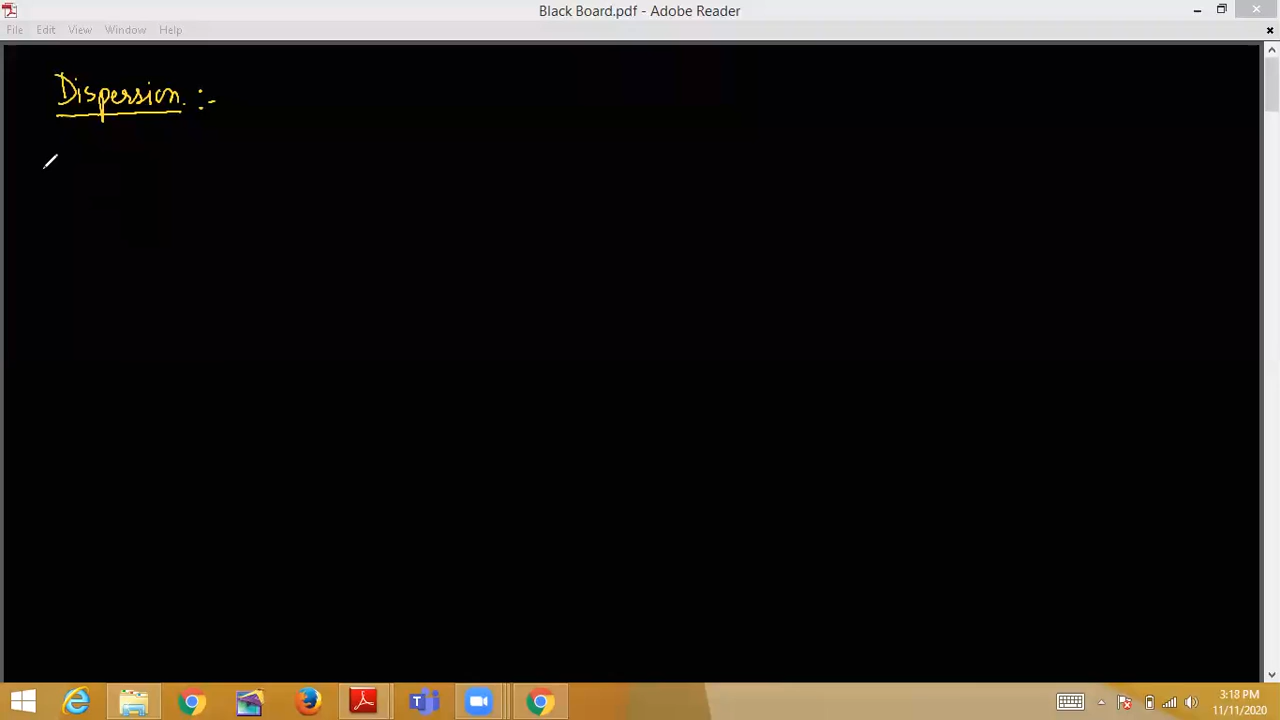 Black Board.pdf - Adobe Reader
File Edit View Window Help
Dispersion :-
3:18 PM
11/11/2020